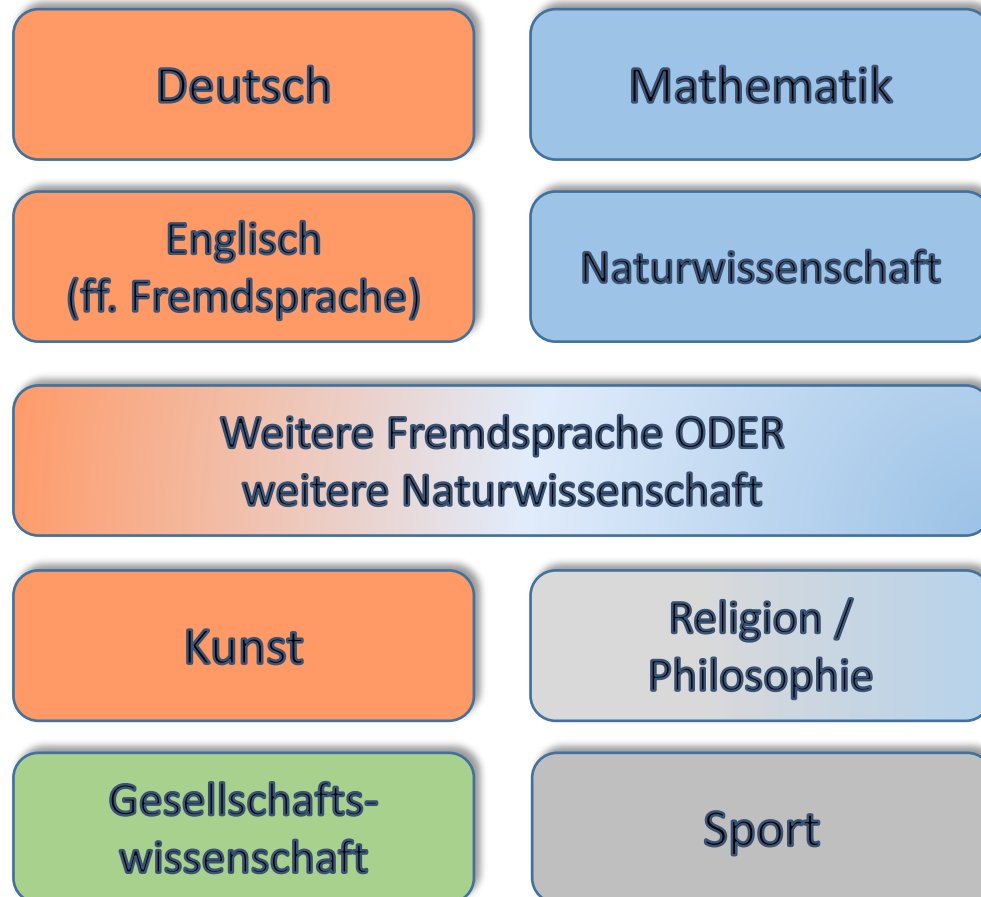 Deutsch
Mathematik
Englisch
(ff. Fremdsprache)
Naturwissenschaft
Weitere Fremdsprache ODER
weitere Naturwissenschaft
Kunst
Religion /
Philosophie
Gesellschafts-
wissenschaft
Sport